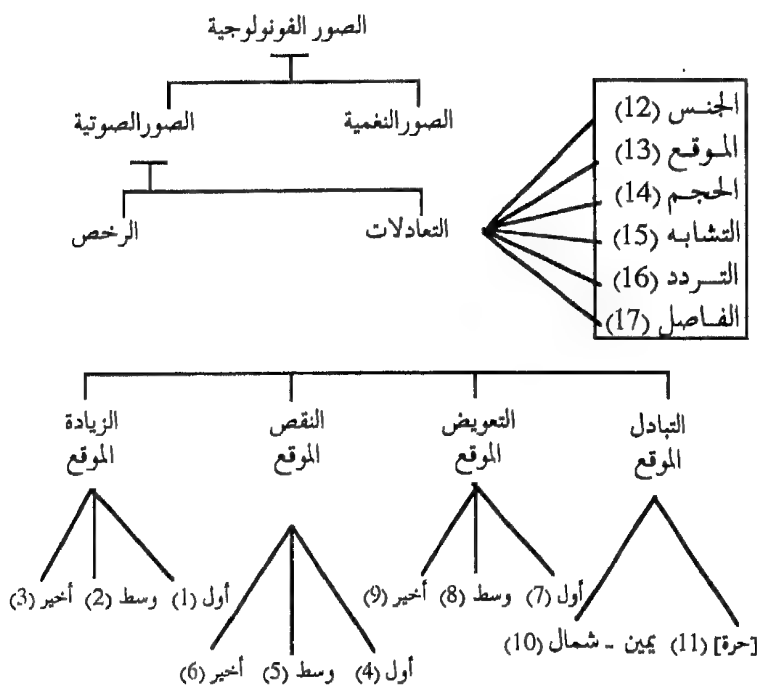 الصور الفونولوجية
الصور النغمية
الصور الصوتية
الجنس (12)
الموقع (13)
الحجم (14)
التشابه (15)
التردد (16)
الفاصل (17)
التعادلات
الرخص
التبادل
الموقع
التعويض
الموقع
النقص
الموقع
الزيادة
الموقع
[حرة] (11) يمين - شمال (10)
أول (7) وسط (8) أخير (9)
أول (4) وسط (5) أخير (6)
أول (1) وسط (2) أخير (3)